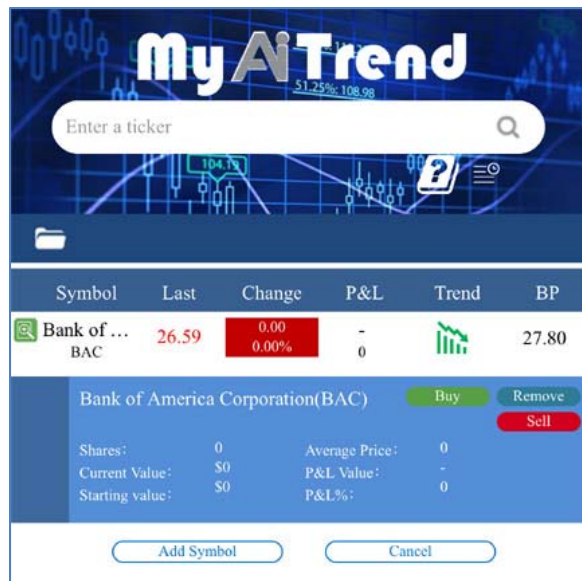 My Ai Trend
51.25%: 108.98
Enter a ticker
104.19
?
Symbol Last Change P&L Trend BP
Bank of ... 26.59 0.00 - 27.80
BAC 0.00% 0
Bank of America Corporation(BAC) Buy Remove
Sell
Shares: 0 Average Price: 0
Current Value: $0 P&L Value: -
Starting value: $0 P&L%: 0
Add Symbol Cancel